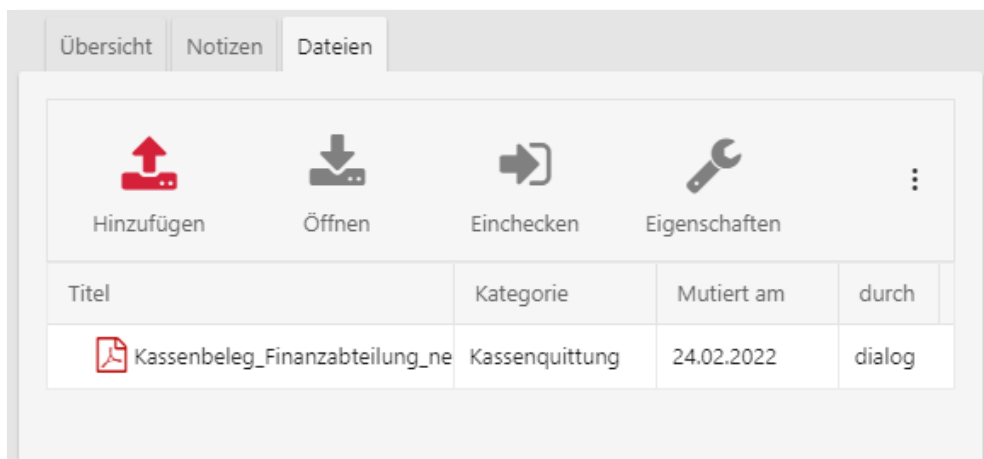 Übersicht Notizen Dateien
Hinzufügen Öffnen Einchecken Eigenschaften
Titel Kategorie Mutiert am durch
Kassenbeleg_Finanzabteilung_ne Kassenquittung 24.02.2022 dialog